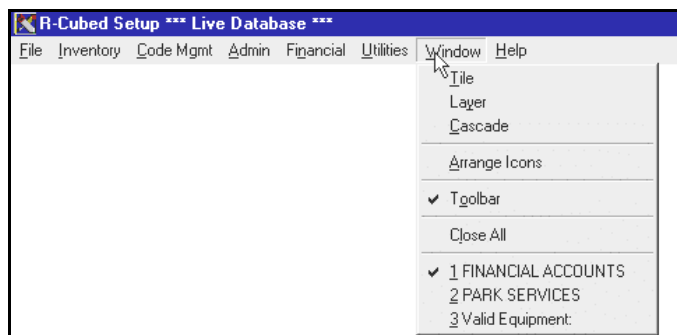 R-Cubed Setup *** Live Database ***
File Inventory Code Mgmt Admin Financial Utilities Window Help
Tile
Layer
Cascade
Arrange Icons
Toolbar
Close All
1 FINANCIAL ACCOUNTS
2 PARK SERVICES
3 Valid Equipment: